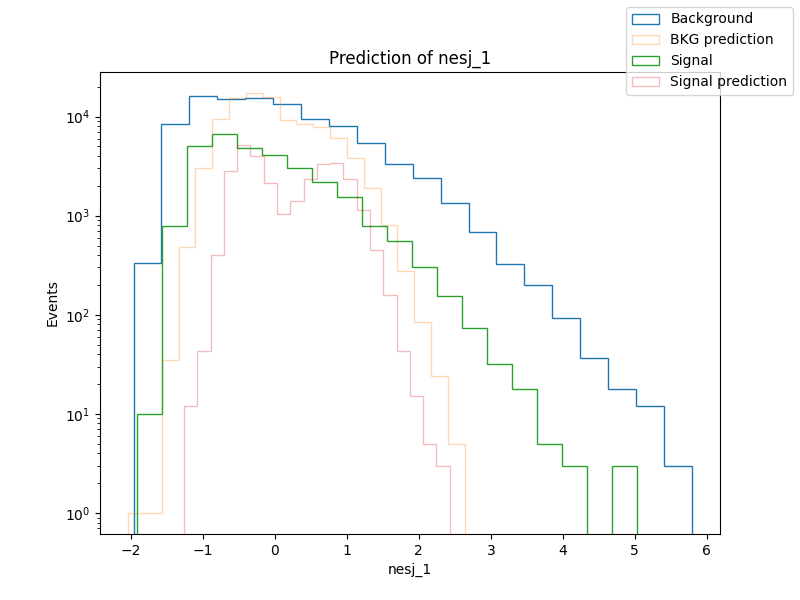 Prediction of nesj_1
Background
BKG prediction
Signal
Signal prediction
Events
10⁴
10³
10²
10¹
10⁰
−2
−1
0
1
2
3
4
5
6
nesj_1